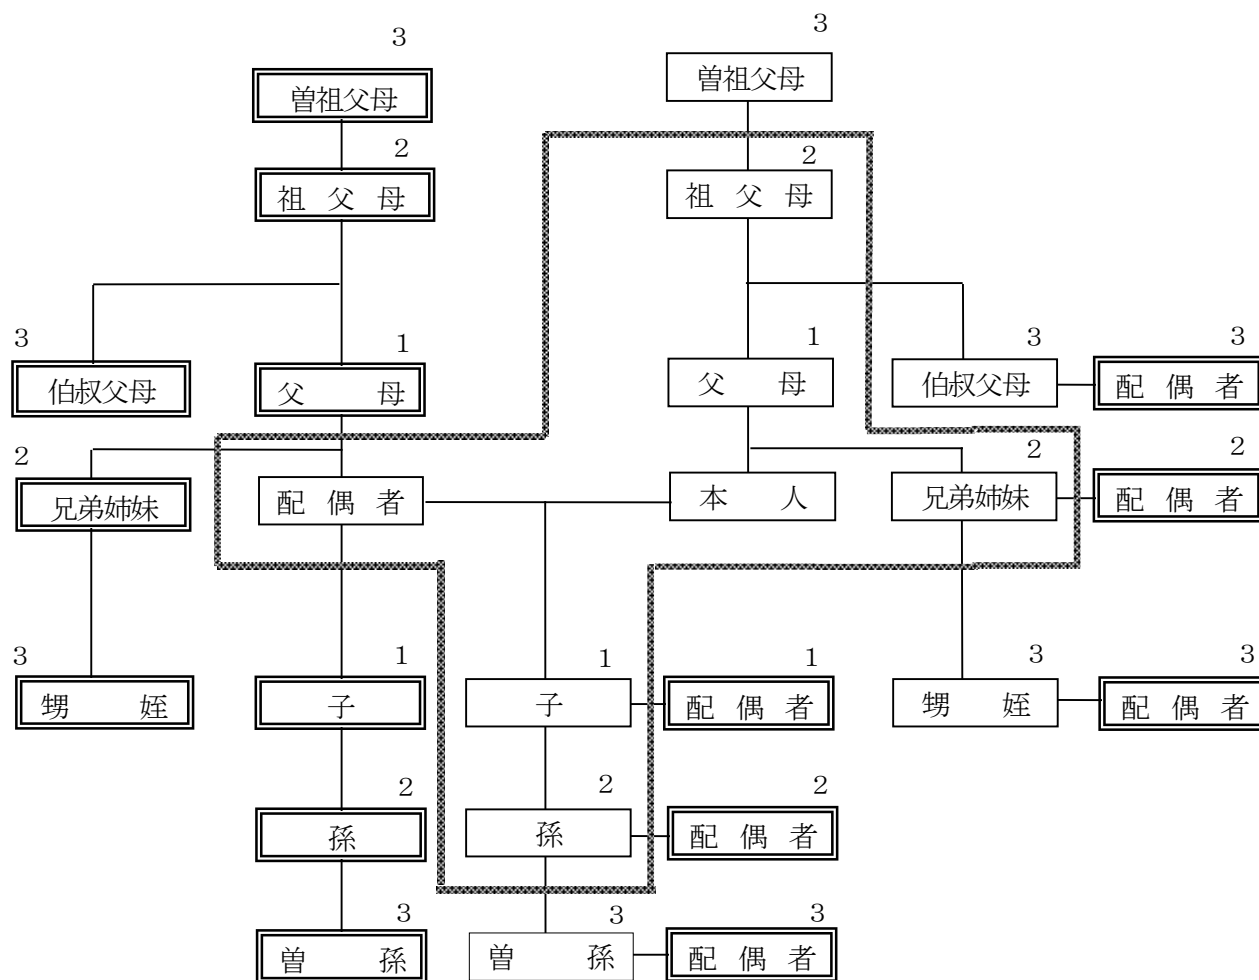 3
3
曽祖父母
曽祖父母
2
2
祖 父 母
祖 父 母
3
1
1
3
3
伯叔父母
父 母
父 母
伯叔父母
配 偶 者
2
2
2
兄弟姉妹
配 偶 者
本 人
兄弟姉妹
配 偶 者
3
1
1
1
3
3
甥 姪
子
子
配 偶 者
甥 姪
配 偶 者
2
2
2
孫
孫
配 偶 者
3
3
3
曽 孫
曽 孫
配 偶 者